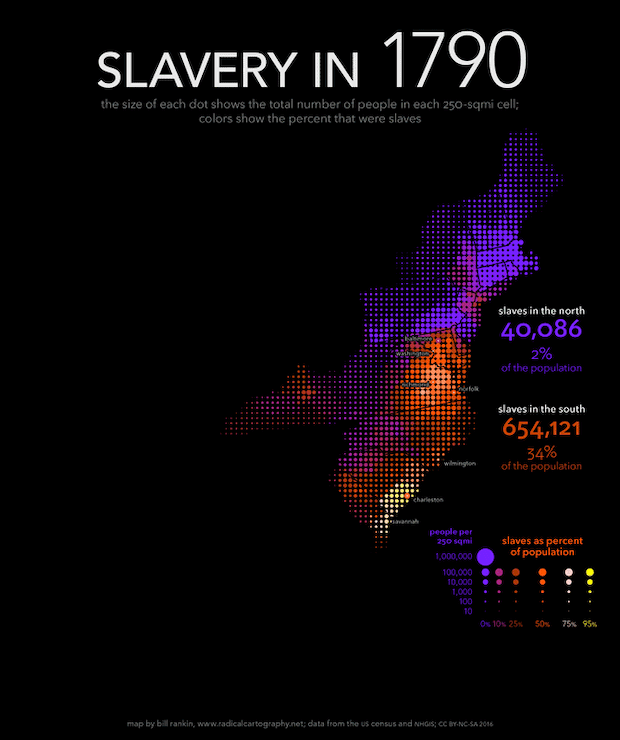 SLAVERY IN 1790
the size of each dot shows the total number of people in each 250-sqmi cell;
colors show the percent that were slaves
slaves in the north
40,086
2%
of the population
baltimore
washington
richmond
norfolk
slaves in the south
654,121
34%
of the population
wilmington
charleston
savannah
people per
250 sqmi
slaves as percent
of population
1,000,000
100,000
10,000
1,000
100
10
0% 10% 25% 50% 75% 95%
map by bill rankin, www.radicalcartography.net; data from the US census and NHGIS; CC BY-NC-SA 2016